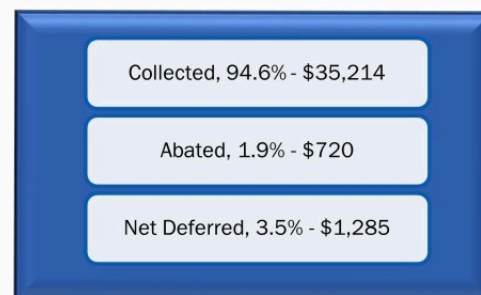 Collected, 94.6% - $35,214
Abated, 1.9% - $720
Net Deferred, 3.5% - $1,285